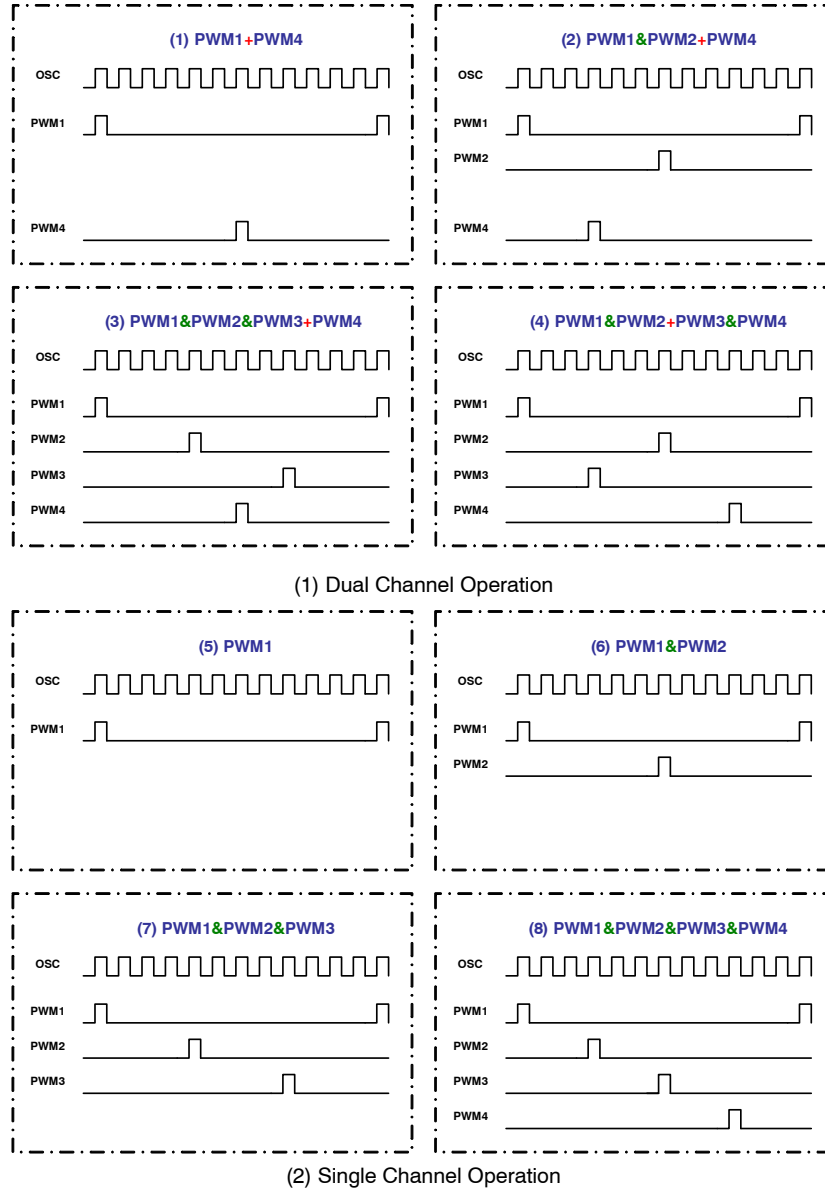 (1) PWM1+PWM4
OSC
PWM1
PWM4
(2) PWM1&PWM2+PWM4
OSC
PWM1
PWM2
PWM4
(3) PWM1&PWM2&PWM3+PWM4
OSC
PWM1
PWM2
PWM3
PWM4
(4) PWM1&PWM2+PWM3&PWM4
OSC
PWM1
PWM2
PWM3
PWM4
(1) Dual Channel Operation
(5) PWM1
OSC
PWM1
(6) PWM1&PWM2
OSC
PWM1
PWM2
(7) PWM1&PWM2&PWM3
OSC
PWM1
PWM2
PWM3
(8) PWM1&PWM2&PWM3&PWM4
OSC
PWM1
PWM2
PWM3
PWM4
(2) Single Channel Operation